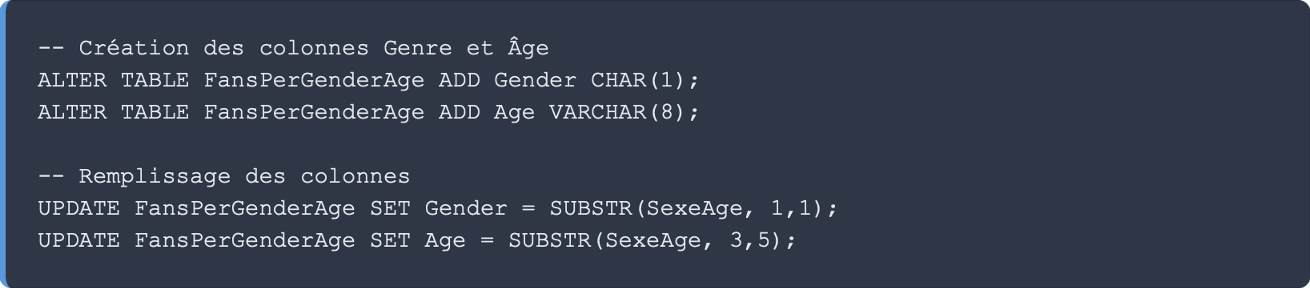 -- Création des colonnes Genre et Âge
ALTER TABLE FansPerGenderAge ADD Gender CHAR(1);
ALTER TABLE FansPerGenderAge ADD Age VARCHAR(8);
-- Remplissage des colonnes
UPDATE FansPerGenderAge SET Gender = SUBSTR(SexeAge, 1,1);
UPDATE FansPerGenderAge SET Age = SUBSTR(SexeAge, 3,5);